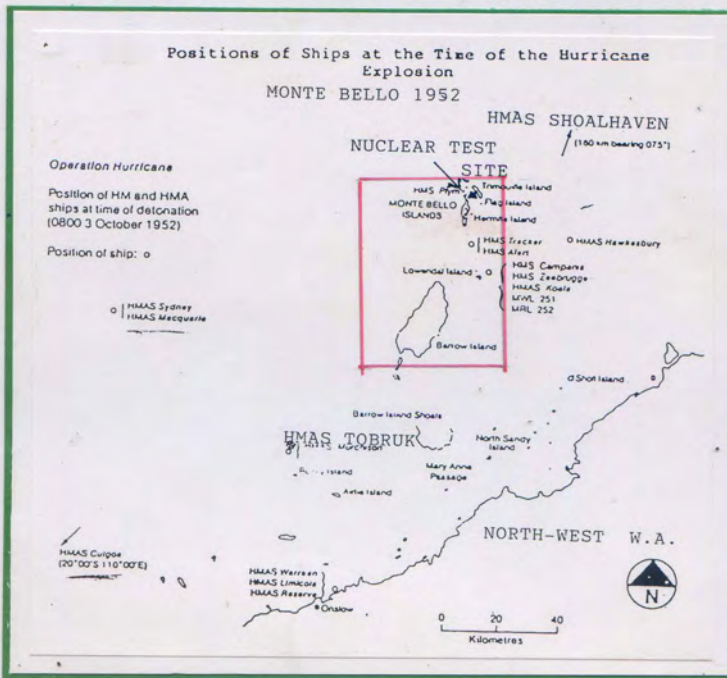 Positions of Ships at the Time of the Hurricane
Explosion
MONTE BELLO 1952
HMAS SHOALHAVEN
(160 km bearing 075°)
NUCLEAR TEST
SITE
Operation Hurricane
Position of HM and HMA
ships at time of detonation
(0800 3 October 1952)
Position of ship: o
HMS Plym
Trimouille Island
MONTE BELLO
ISLANDS
Flag Island
Hermite Island
HMS Tracker
HMS Alert
HMAS Hawkesbury
Lowendal Island
HMS Campania
HMS Zeebrugge
HMAS Koala
MWL 251
MRL 252
HMAS Sydney
HMAS Macquarie
Barrow Island
Short Island
Barrow Island Shoals
HMAS TOBRUK
Murchison
North Sandy
Island
Mary Anne
Passage
Island
Island
NORTH-WEST W.A.
HMAS Culgoa
(20°00'S 110°00'E)
HMAS Warreen
HMAS Limicola
HMAS Reserve
Onslow
N
0 20 40
Kilometres